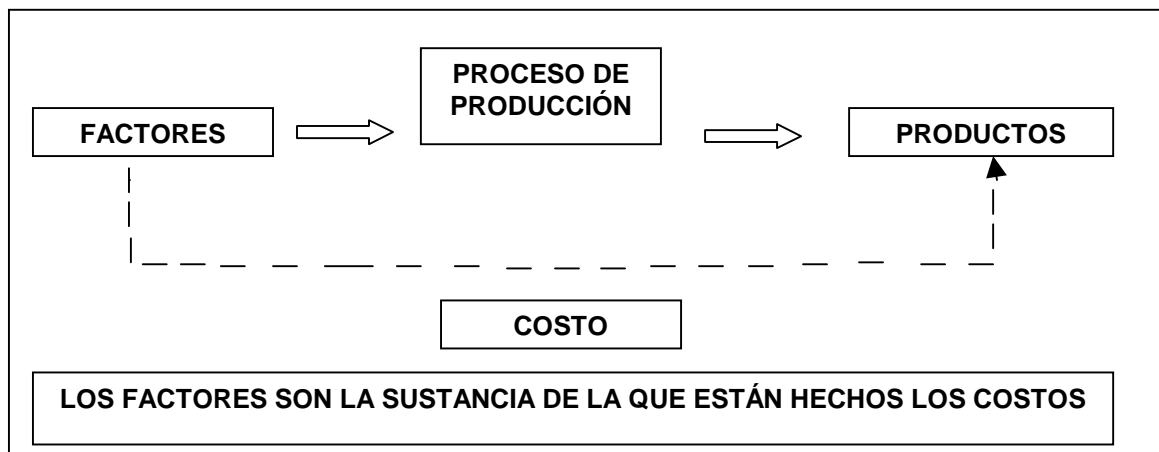 PROCESO DE
PRODUCCIÓN
FACTORES
PRODUCTOS
COSTO
LOS FACTORES SON LA SUSTANCIA DE LA QUE ESTÁN HECHOS LOS COSTOS